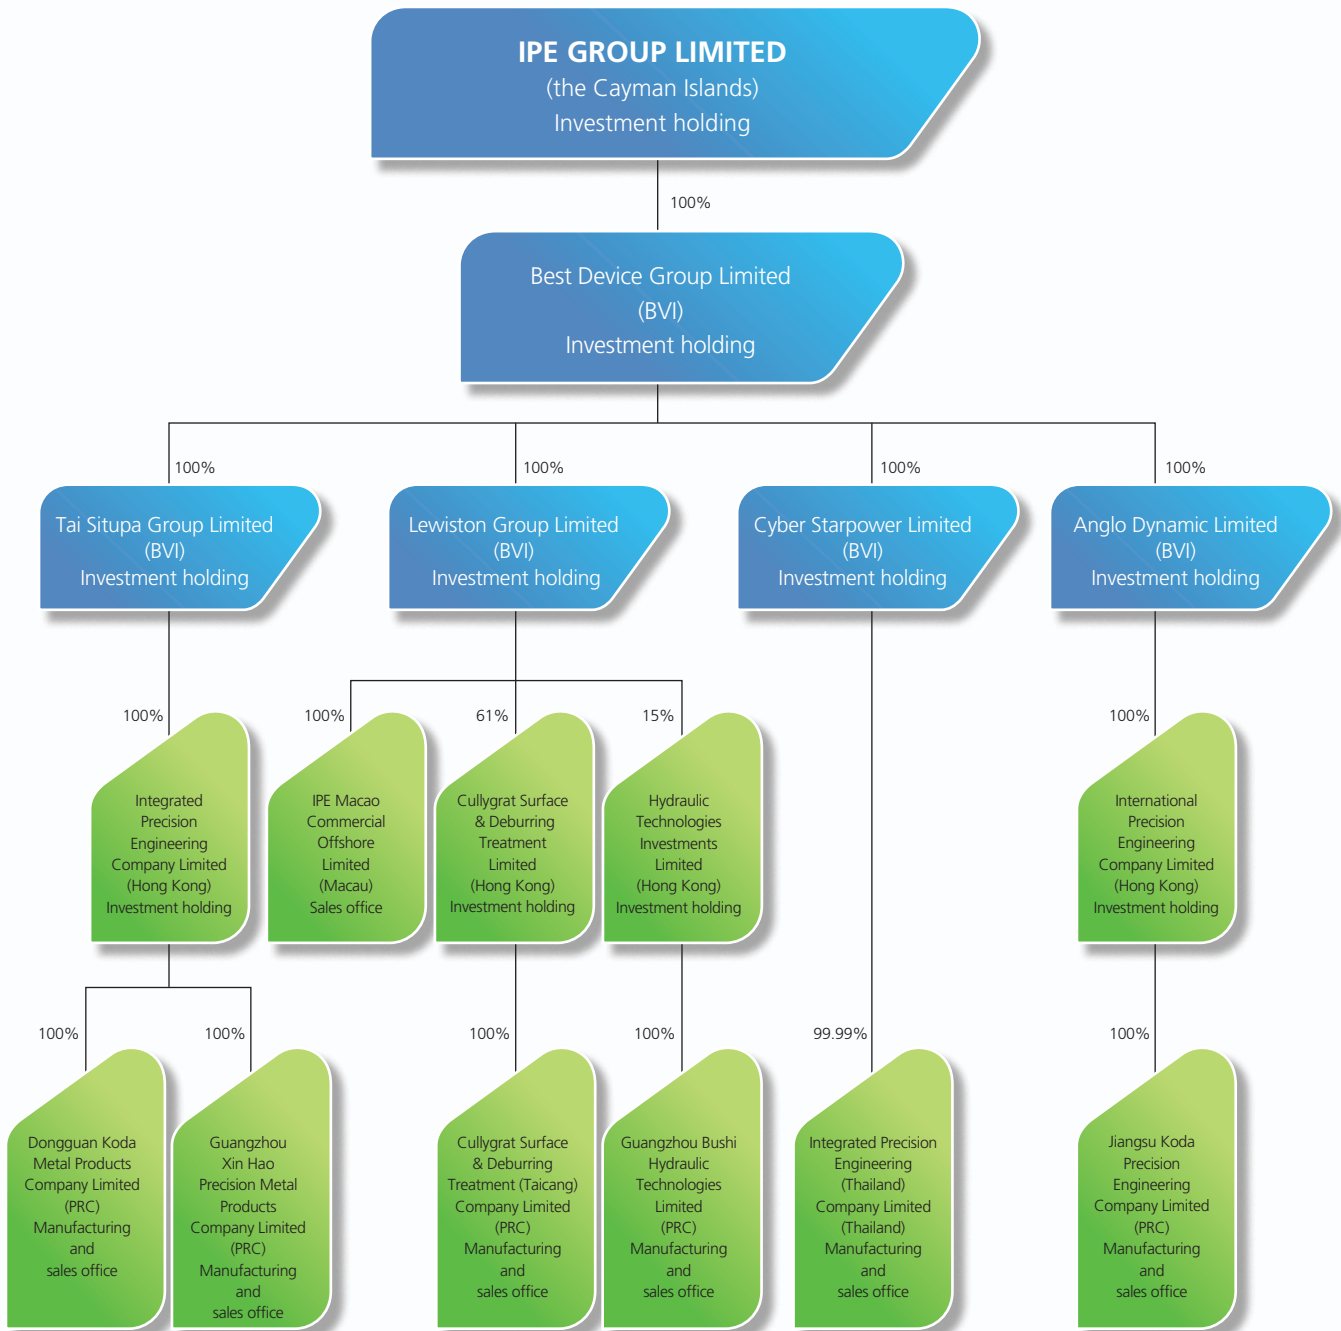 IPE GROUP LIMITED
(the Cayman Islands)
Investment holding
100%
Best Device Group Limited
(BVI)
Investment holding
100%
100%
100%
100%
Tai Situpa Group Limited
(BVI)
Investment holding
Lewiston Group Limited
(BVI)
Investment holding
Cyber Starpower Limited
(BVI)
Investment holding
Anglo Dynamic Limited
(BVI)
Investment holding
100%
100%
61%
15%
100%
Integrated
Precision
Engineering
Company Limited
(Hong Kong)
Investment holding
IPE Macao
Commercial
Offshore
Limited
(Macau)
Sales office
Cullygrat Surface
& Deburring
Treatment
Limited
(Hong Kong)
Investment holding
Hydraulic
Technologies
Investments
Limited
(Hong Kong)
Investment holding
International
Precision
Engineering
Company Limited
(Hong Kong)
Investment holding
100%
100%
100%
100%
99.99%
100%
Dongguan Koda
Metal Products
Company Limited
(PRC)
Manufacturing
and
sales office
Guangzhou
Xin Hao
Precision Metal
Products
Company Limited
(PRC)
Manufacturing
and
sales office
Cullygrat Surface
& Deburring
Treatment (Taicang)
Company Limited
(PRC)
Manufacturing
and
sales office
Guangzhou Bushi
Hydraulic
Technologies
Limited
(PRC)
Manufacturing
and
sales office
Integrated Precision
Engineering
(Thailand)
Company Limited
(Thailand)
Manufacturing
and
sales office
Jiangsu Koda
Precision
Engineering
Company Limited
(PRC)
Manufacturing
and
sales office